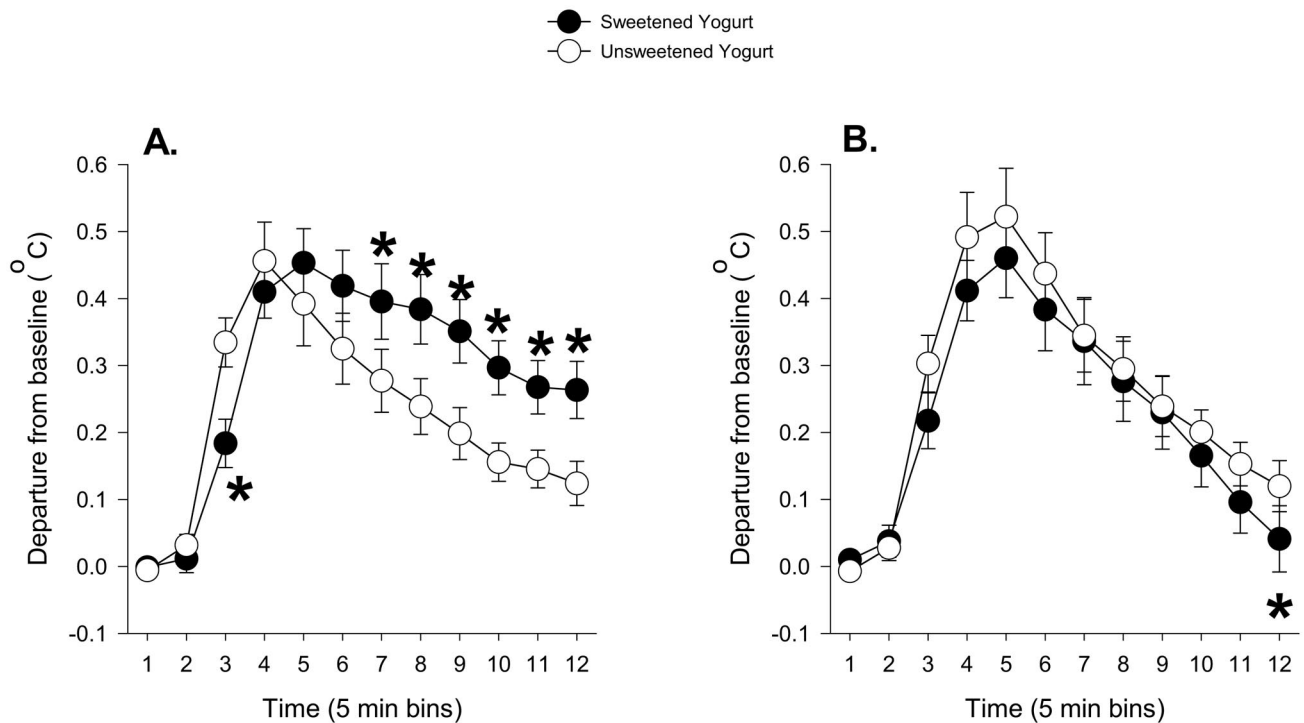 Sweetened Yogurt
Unsweetened Yogurt
A.
0.6
0.5
0.4
0.3
0.2
0.1
0.0
-0.1
Departure from baseline (° C)
* * * * * * *
1 2 3 4 5 6 7 8 9 10 11 12
Time (5 min bins)
B.
0.6
0.5
0.4
0.3
0.2
0.1
0.0
-0.1
Departure from baseline (° C)
*
1 2 3 4 5 6 7 8 9 10 11 12
Time (5 min bins)